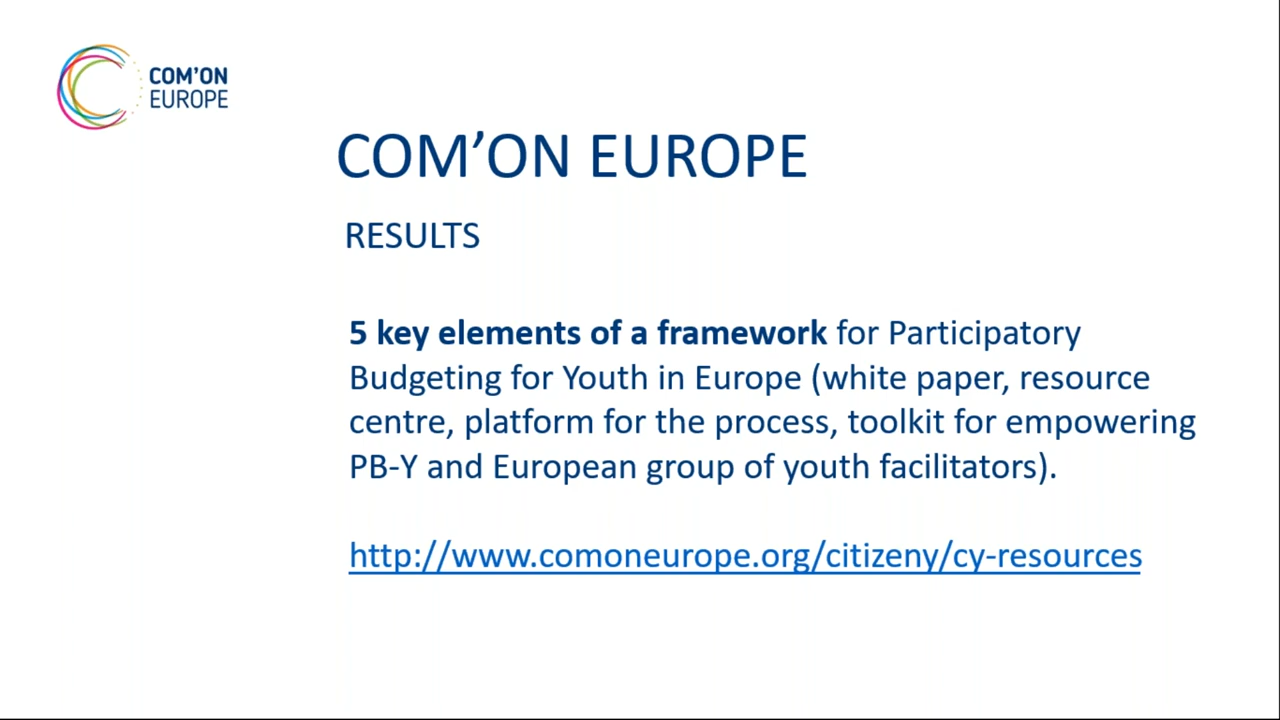 COM'ON
EUROPE
COM’ON EUROPE
RESULTS
5 key elements of a framework for Participatory
Budgeting for Youth in Europe (white paper, resource
centre, platform for the process, toolkit for empowering
PB-Y and European group of youth facilitators).
http://www.comoneurope.org/citizeny/cy-resources